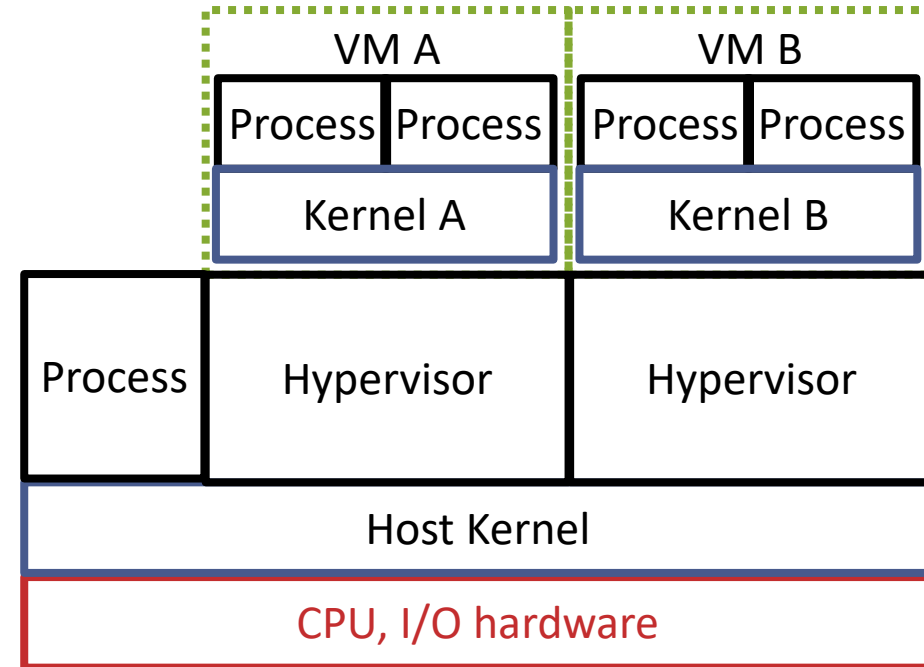 VM A VM B
Process Process Process Process
Kernel A Kernel B
Process Hypervisor Hypervisor
Host Kernel
CPU, I/O hardware